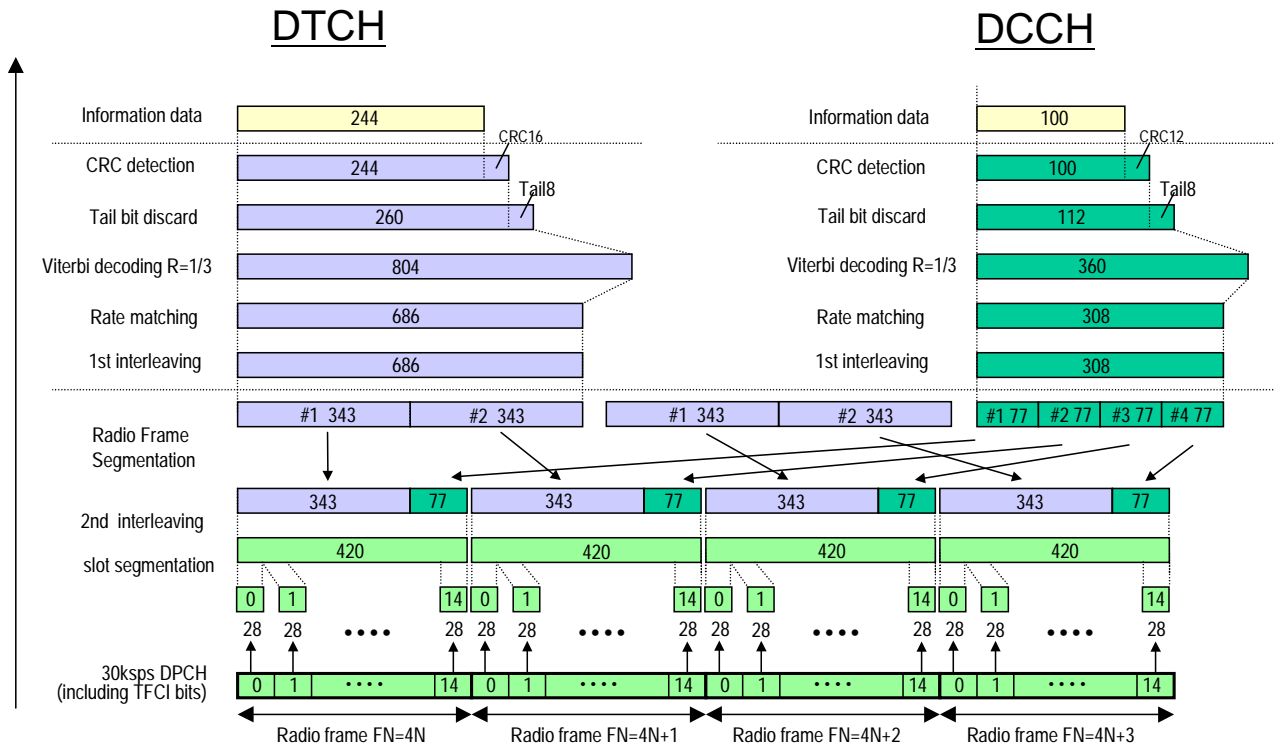 DTCH DCCH
Information data 244 Information data 100
CRC16 CRC12
CRC detection 244 CRC detection 100
Tail8 Tail8
Tail bit discard 260 Tail bit discard 112
Viterbi decoding R=1/3 804 Viterbi decoding R=1/3 360
Rate matching 686 Rate matching 308
1st interleaving 686 1st interleaving 308
#1 343 #2 343 #1 343 #2 343 #1 77 #2 77 #3 77 #4 77
Radio Frame
Segmentation
343 77 343 77 343 77 343 77
2nd interleaving
420 420 420 420
slot segmentation
0 1 14 0 1 14 0 1 14 0 1 14
28 28 •••• 28 28 28 •••• 28 28 28 •••• 28 28 28 •••• 28
30ksps DPCH
(including TFCI bits)
0 1 •••• 14 0 1 •••• 14 0 1 •••• 14 0 1 •••• 14
Radio frame FN=4N Radio frame FN=4N+1 Radio frame FN=4N+2 Radio frame FN=4N+3